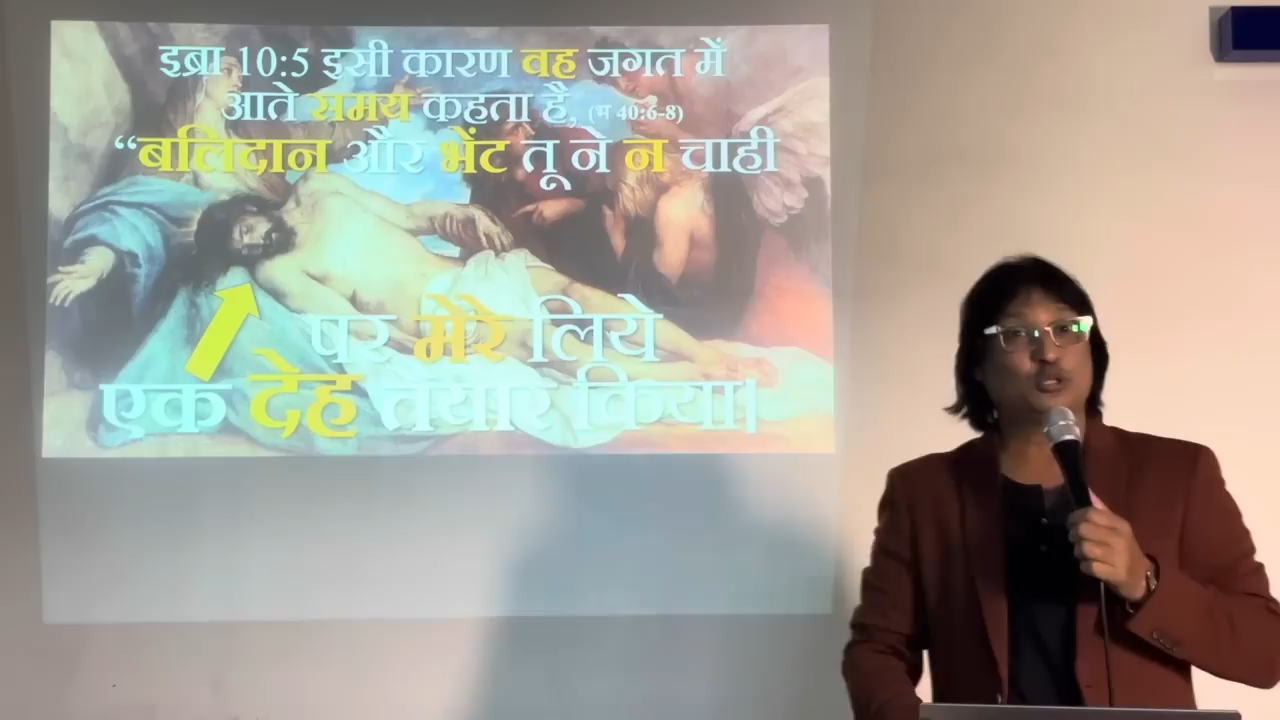 इब्रा 10:5 इसी कारण वह जगत में
आते समय कहता है, (भ 40:6-8)
“बलिदान और भेंट तू ने न चाही
पर मेरे लिये
एक देह तैयार किया।